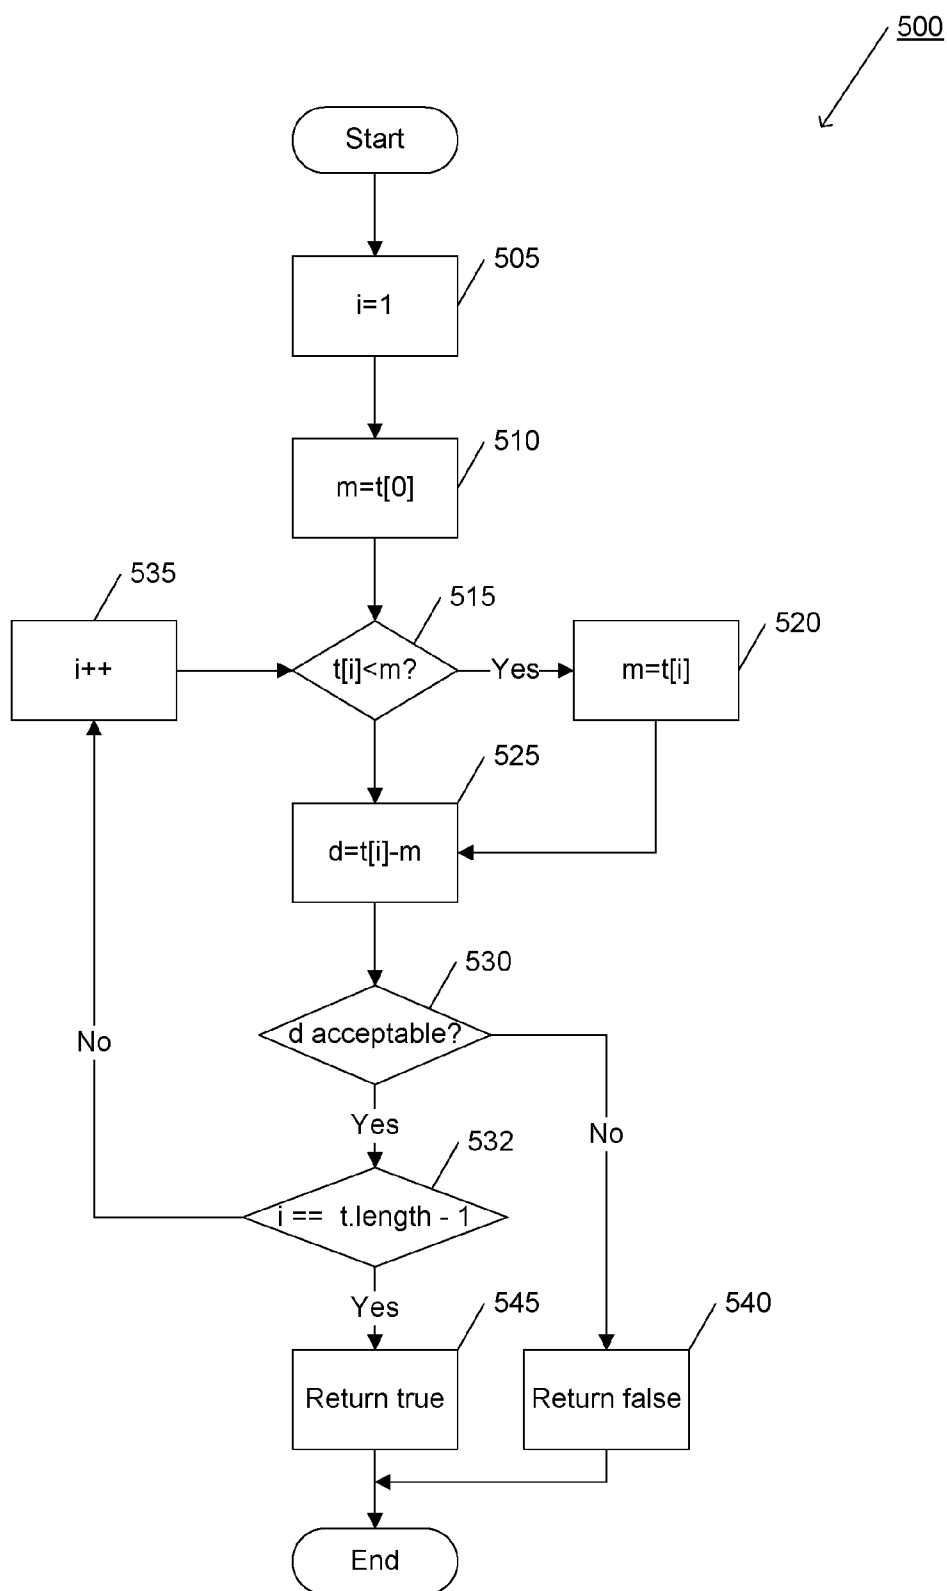 500
Start
505
i=1
510
m=t[0]
535
515
520
i++
t[i]<m?
Yes
m=t[i]
525
d=t[i]-m
530
d acceptable?
No
Yes
No
532
i == t.length - 1
Yes
545
540
Return true
Return false
End